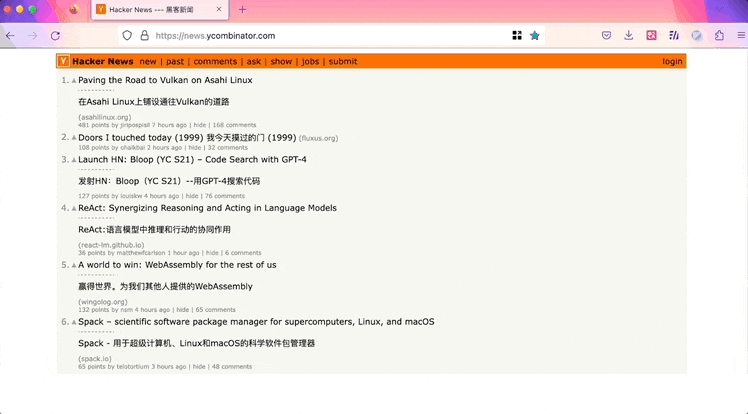 Hacker News --- 黑客新闻
https://news.ycombinator.com
Y Hacker News new | past | comments | ask | show | jobs | submit login
1. Paving the Road to Vulkan on Asahi Linux
在Asahi Linux上铺设通往Vulkan的道路
(asahilinux.org)
481 points by jiripospisil 7 hours ago | hide | 168 comments
2. Doors I touched today (1999) 我今天摸过的门 (1999) (fluxus.org)
108 points by ohaikbai 2 hours ago | hide | 32 comments
3. Launch HN: Bloop (YC S21) – Code Search with GPT-4
发射HN：Bloop（YC S21）--用GPT-4搜索代码
127 points by louiskw 4 hours ago | hide | 76 comments
4. ReAct: Synergizing Reasoning and Acting in Language Models
ReAct:语言模型中推理和行动的协同作用
(react-lm.github.io)
36 points by matthewfcarlson 1 hour ago | hide | 6 comments
5. A world to win: WebAssembly for the rest of us
赢得世界。为我们其他人提供的WebAssembly
(wingolog.org)
132 points by nsm 4 hours ago | hide | 65 comments
6. Spack – scientific software package manager for supercomputers, Linux, and macOS
Spack - 用于超级计算机、Linux和macOS的科学软件包管理器
(spack.io)
65 points by telotortium 3 hours ago | hide | 48 comments